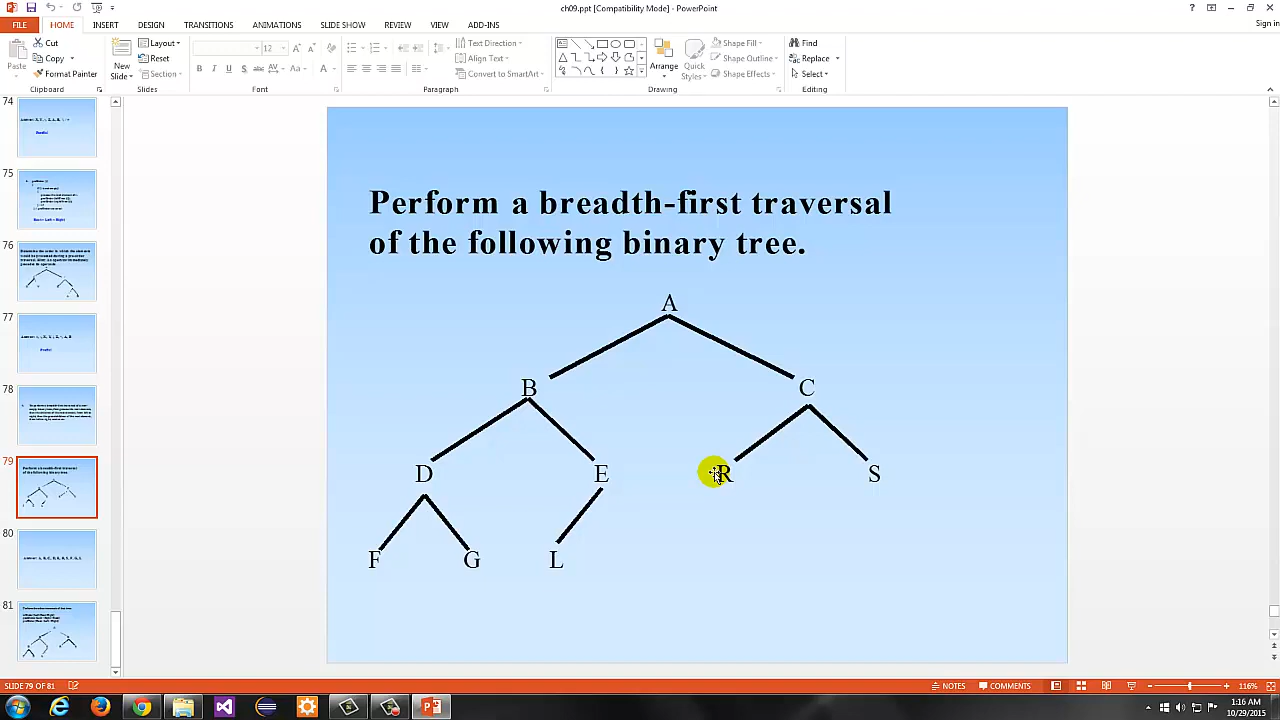 ch09.ppt [Compatibility Mode] - PowerPoint
Sign in
FILE HOME INSERT DESIGN TRANSITIONS ANIMATIONS SLIDE SHOW REVIEW VIEW ADD-INS
Paste
Cut
Copy
Format Painter
Clipboard
New
Slide
Layout
Reset
Section
Slides
12
Font
Text Direction
Align Text
Convert to SmartArt
Paragraph
Arrange
Quick
Styles
Shape Fill
Shape Outline
Shape Effects
Drawing
Find
Replace
Select
Editing
74
75
76
77
78
79
80
81
Perform a breadth-first traversal
of the following binary tree.
A
B C
D E R S
F G L
SLIDE 79 OF 81
NOTES COMMENTS 116%
1:16 AM
10/29/2015